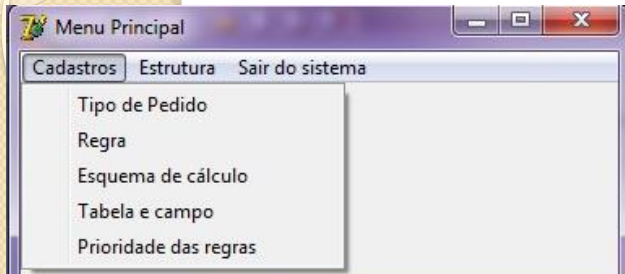 Menu Principal
Cadastros Estrutura Sair do sistema
Tipo de Pedido
Regra
Esquema de cálculo
Tabela e campo
Prioridade das regras